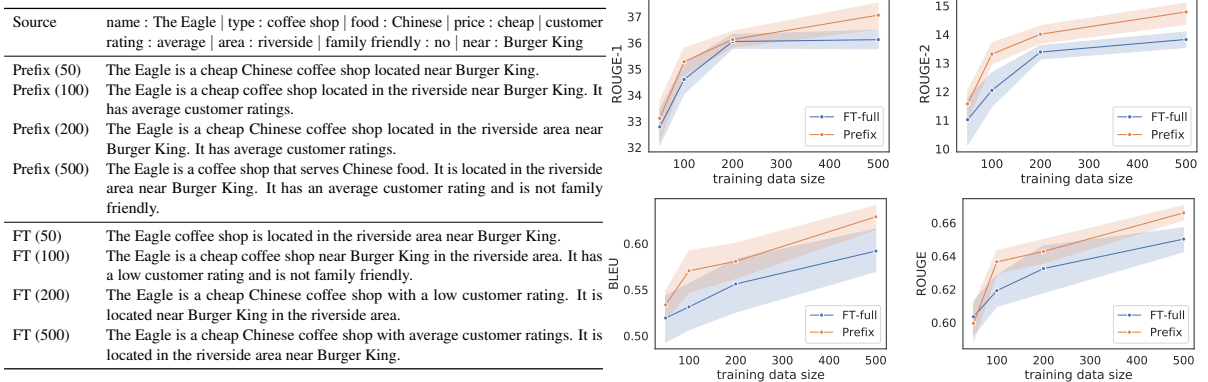 Source name : The Eagle | type : coffee shop | food : Chinese | price : cheap | customer
rating : average | area : riverside | family friendly : no | near : Burger King
Prefix (50) The Eagle is a cheap Chinese coffee shop located near Burger King.
Prefix (100) The Eagle is a cheap coffee shop located in the riverside near Burger King. It
has average customer ratings.
Prefix (200) The Eagle is a cheap Chinese coffee shop located in the riverside area near
Burger King. It has average customer ratings.
Prefix (500) The Eagle is a coffee shop that serves Chinese food. It is located in the riverside
area near Burger King. It has an average customer rating and is not family
friendly.
FT (50) The Eagle coffee shop is located in the riverside area near Burger King.
FT (100) The Eagle is a cheap coffee shop near Burger King in the riverside area. It has
a low customer rating and is not family friendly.
FT (200) The Eagle is a cheap Chinese coffee shop with a low customer rating. It is
located near Burger King in the riverside area.
FT (500) The Eagle is a cheap Chinese coffee shop with average customer ratings. It is
located in the riverside area near Burger King.
ROUGE-1
37
36
35
34
33
32
FT-full
Prefix
100 200 300 400 500
training data size
ROUGE-2
15
14
13
12
11
10
FT-full
Prefix
100 200 300 400 500
training data size
BLEU
0.60
0.55
0.50
FT-full
Prefix
100 200 300 400 500
training data size
ROUGE
0.66
0.64
0.62
0.60
FT-full
Prefix
100 200 300 400 500
training data size